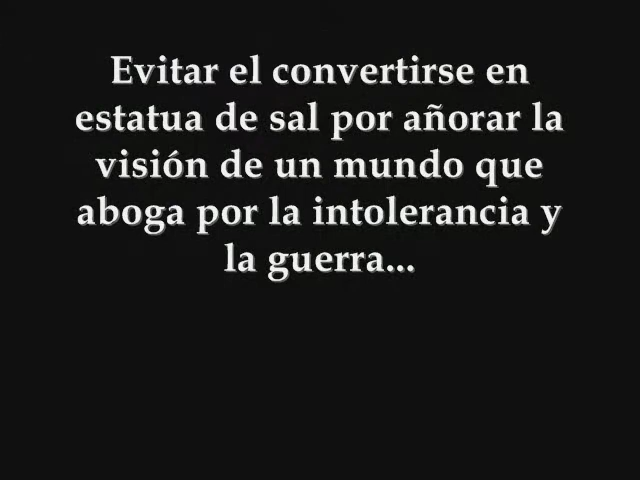 Evitar el convertirse en
estatua de sal por añorar la
visión de un mundo que
aboga por la intolerancia y
la guerra...